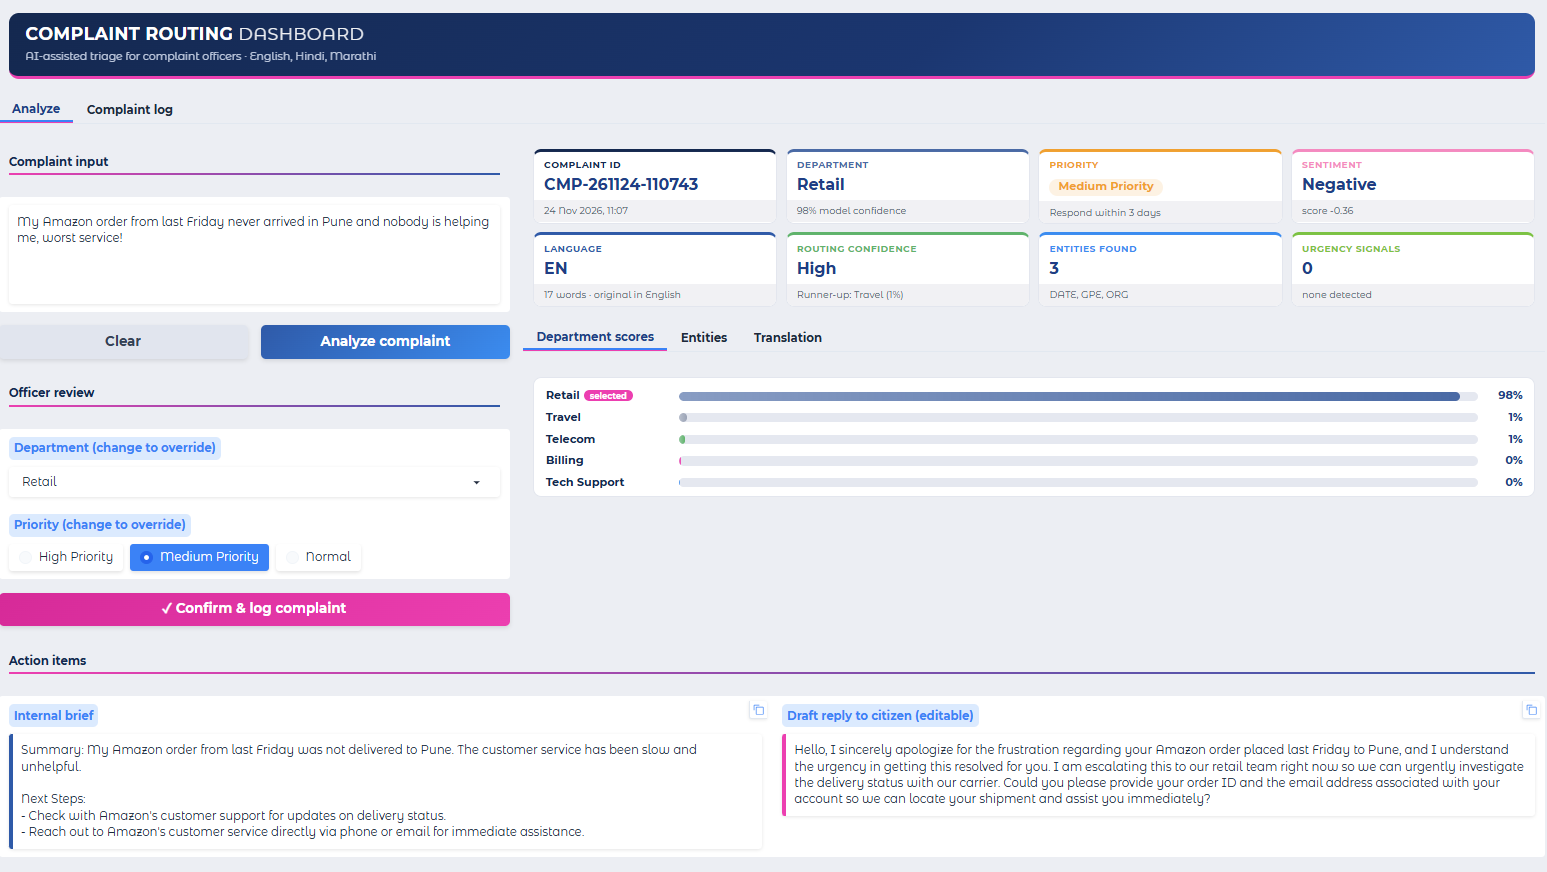 COMPLAINT ROUTING DASHBOARD
AI-assisted triage for complaint officers · English, Hindi, Marathi
Analyze
Complaint log
Complaint input
My Amazon order from last Friday never arrived in Pune and nobody is helping
me, worst service!
Clear
Analyze complaint
Officer review
Department (change to override)
Retail
Priority (change to override)
High Priority
Medium Priority
Normal
✓ Confirm & log complaint
COMPLAINT ID
CMP-261124-110743
24 Nov 2026, 11:07
DEPARTMENT
Retail
98% model confidence
PRIORITY
Medium Priority
Respond within 3 days
SENTIMENT
Negative
score -0.36
LANGUAGE
EN
17 words · original in English
ROUTING CONFIDENCE
High
Runner-up: Travel (1%)
ENTITIES FOUND
3
DATE, GPE, ORG
URGENCY SIGNALS
0
none detected
Department scores
Entities
Translation
Retail selected 98%
Travel 1%
Telecom 1%
Billing 0%
Tech Support 0%
Action items
Internal brief
Summary: My Amazon order from last Friday was not delivered to Pune. The customer service has been slow and
unhelpful.
Next Steps:
- Check with Amazon's customer support for updates on delivery status.
- Reach out to Amazon's customer service directly via phone or email for immediate assistance.
Draft reply to citizen (editable)
Hello, I sincerely apologize for the frustration regarding your Amazon order placed last Friday to Pune, and I understand
the urgency in getting this resolved for you. I am escalating this to our retail team right now so we can urgently investigate
the delivery status with our carrier. Could you please provide your order ID and the email address associated with your
account so we can locate your shipment and assist you immediately?